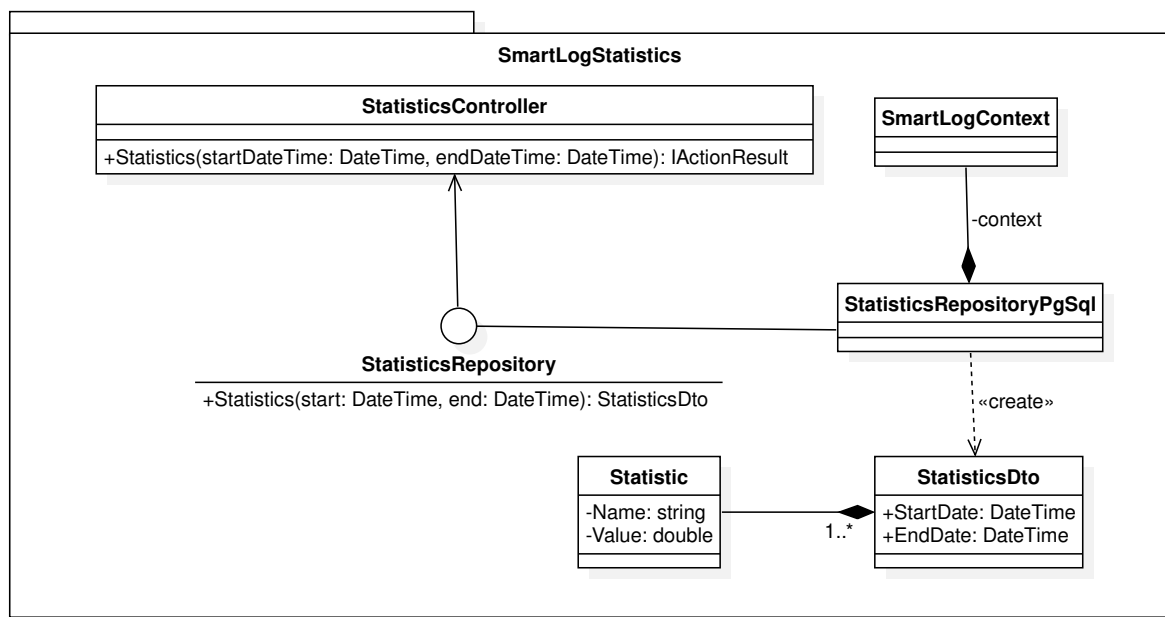 SmartLogStatistics
StatisticsController
+Statistics(startDateTime: DateTime, endDateTime: DateTime): IActionResult
SmartLogContext
-context
StatisticsRepositoryPgSql
StatisticsRepository
+Statistics(start: DateTime, end: DateTime): StatisticsDto
«create»
Statistic
-Name: string
-Value: double
1..*
StatisticsDto
+StartDate: DateTime
+EndDate: DateTime